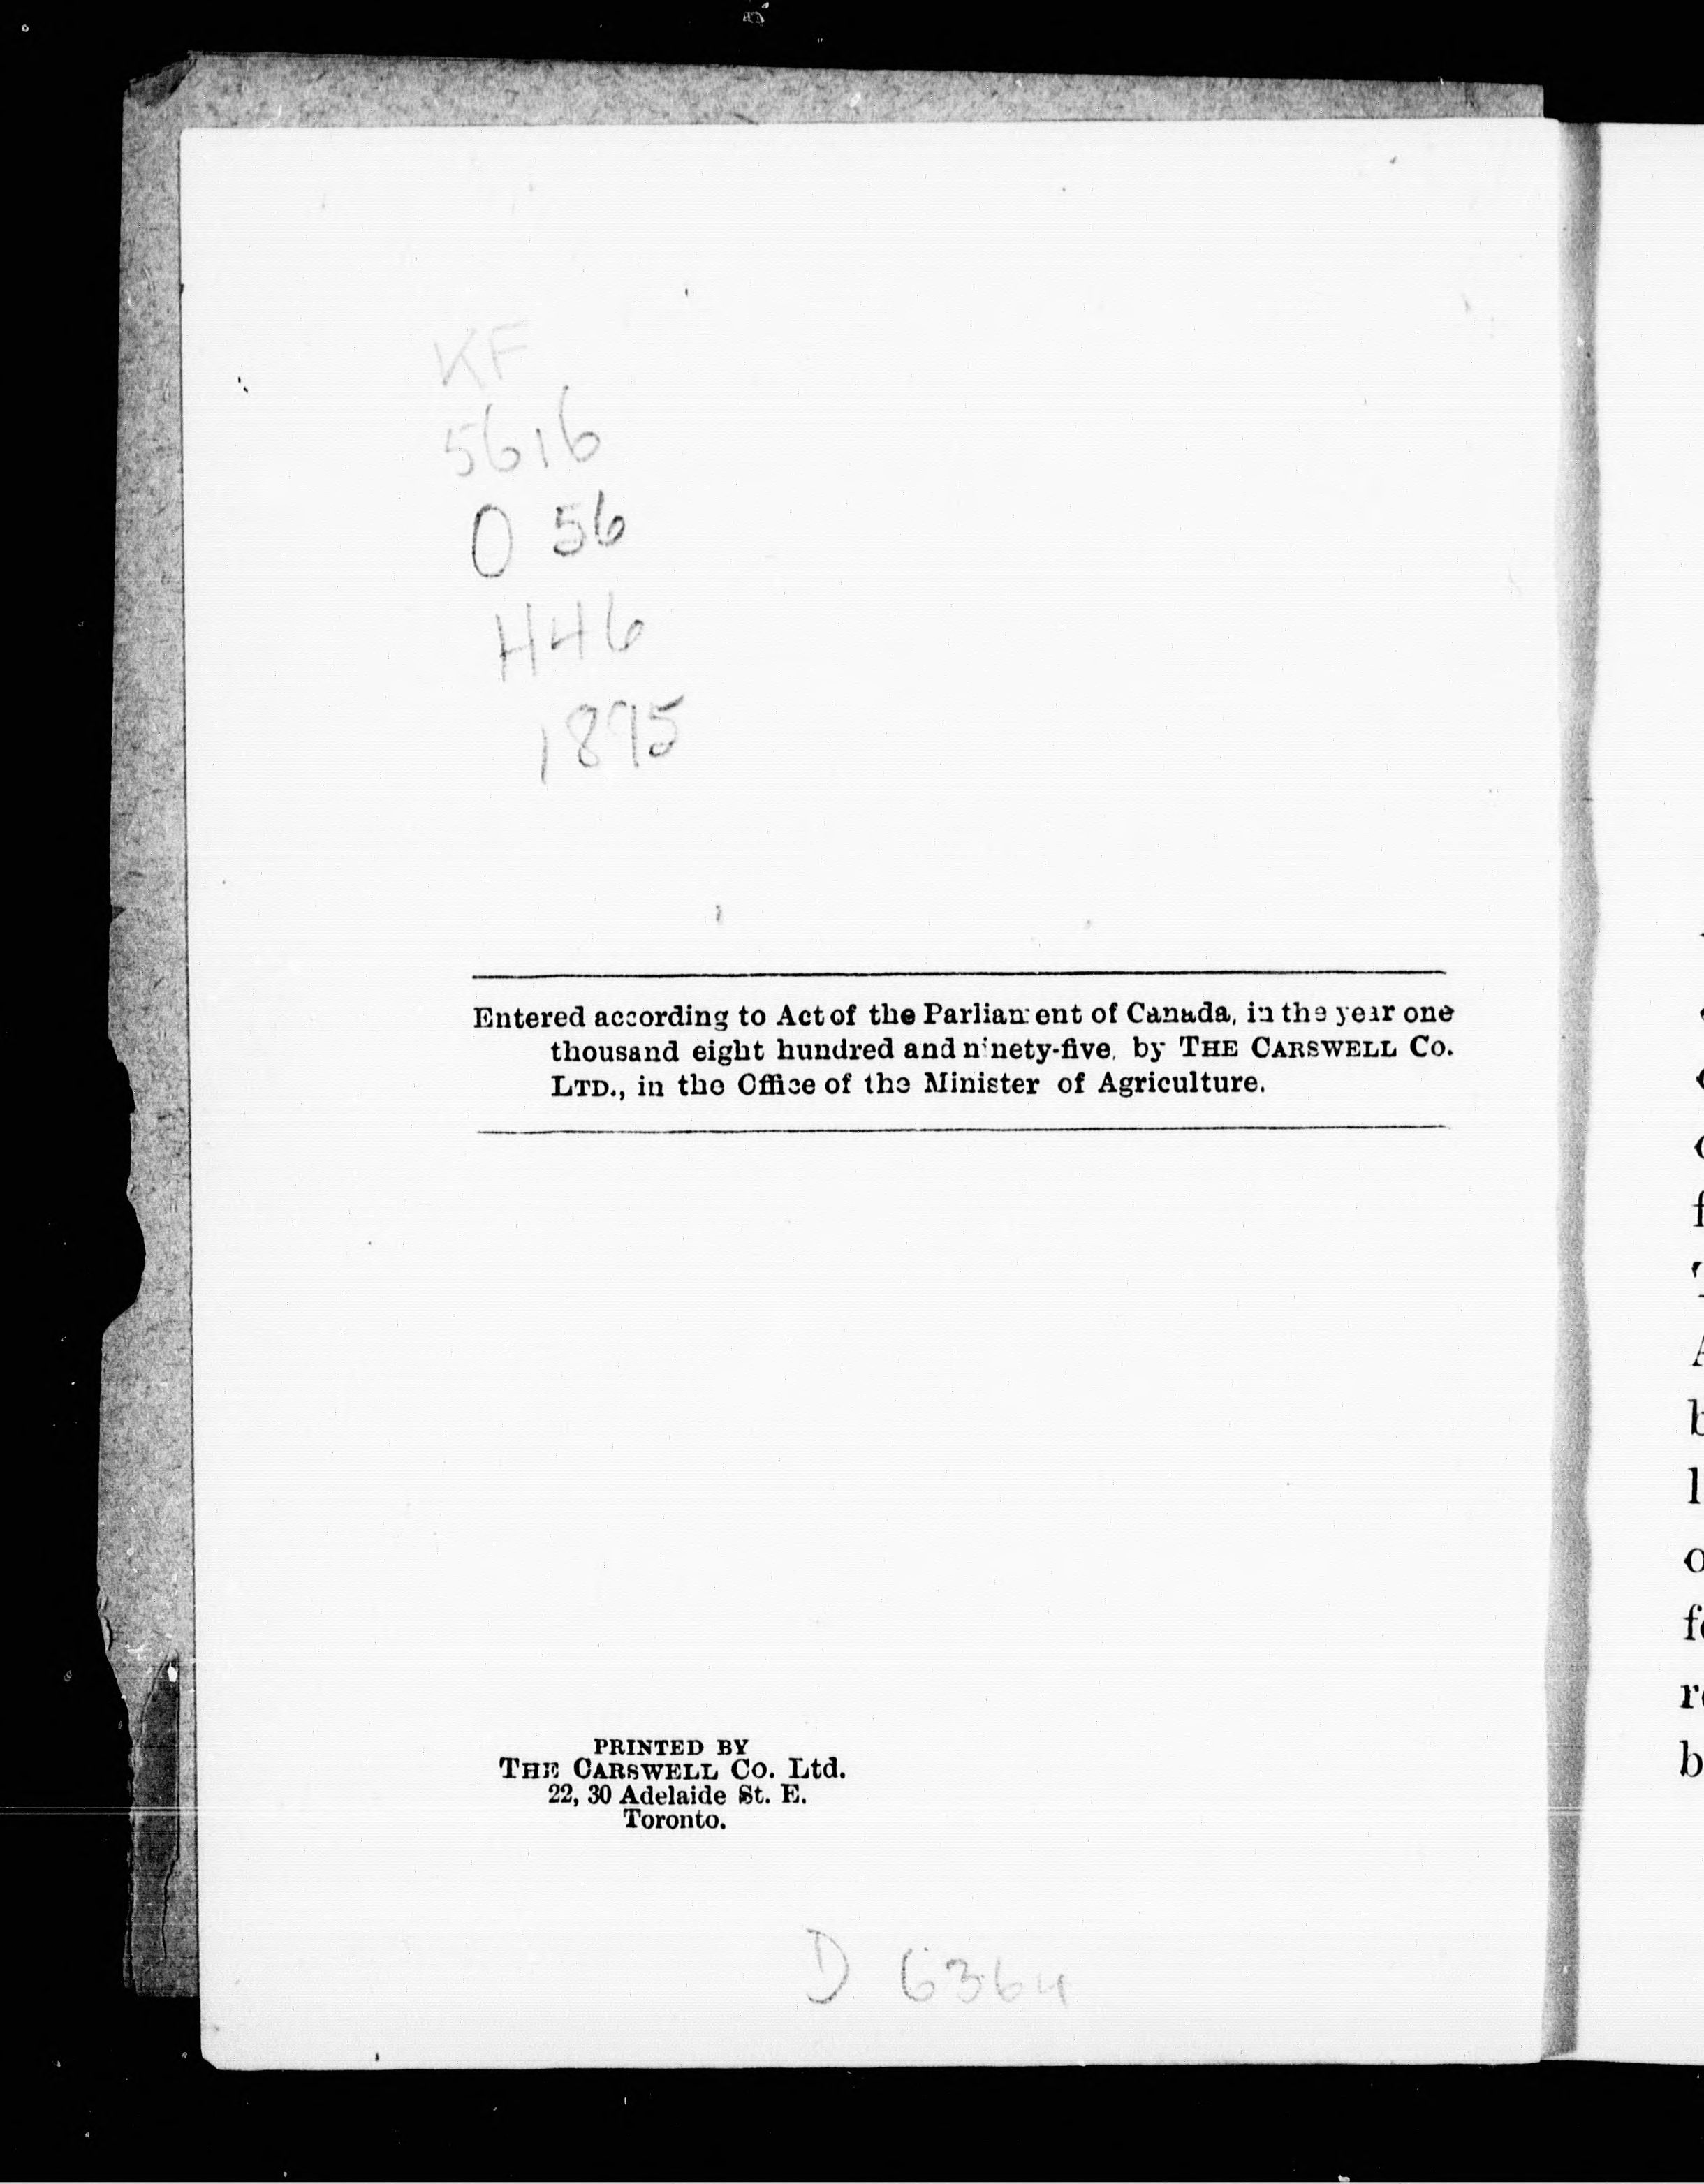 KF
5616
O 56
H46
1895
Entered according to Act of the Parliament of Canada, in the year one
thousand eight hundred and ninety-five, by THE CARSWELL CO.
LTD., in the Office of the Minister of Agriculture.
PRINTED BY
THE CARSWELL CO. Ltd.
22, 30 Adelaide St. E.
Toronto.
D 6364